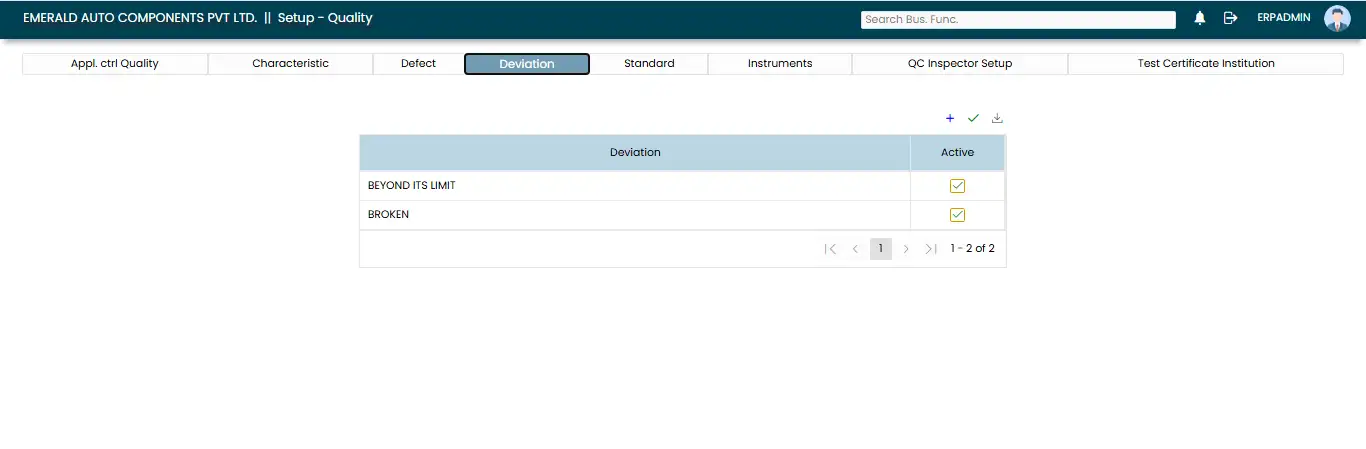 EMERALD AUTO COMPONENTS PVT LTD. || Setup - Quality Search Bus. Func. ERPADMIN
Appl. ctrl Quality Characteristic Defect Deviation Standard Instruments QC Inspector Setup Test Certificate Institution
Deviation Active
BEYOND ITS LIMIT
BROKEN
1 1 - 2 of 2